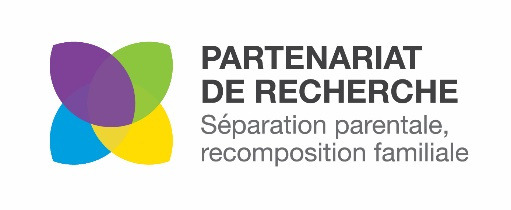 PARTENARIAT
DE RECHERCHE
Séparation parentale,
recomposition familiale